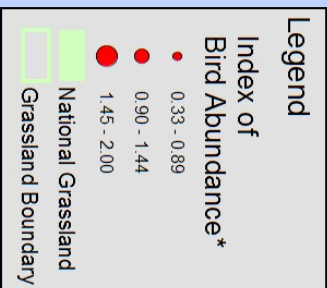 Legend
Index of
Bird Abundance*
0.33 - 0.89
0.90 - 1.44
1.45 - 2.00
National Grassland
Grassland Boundary